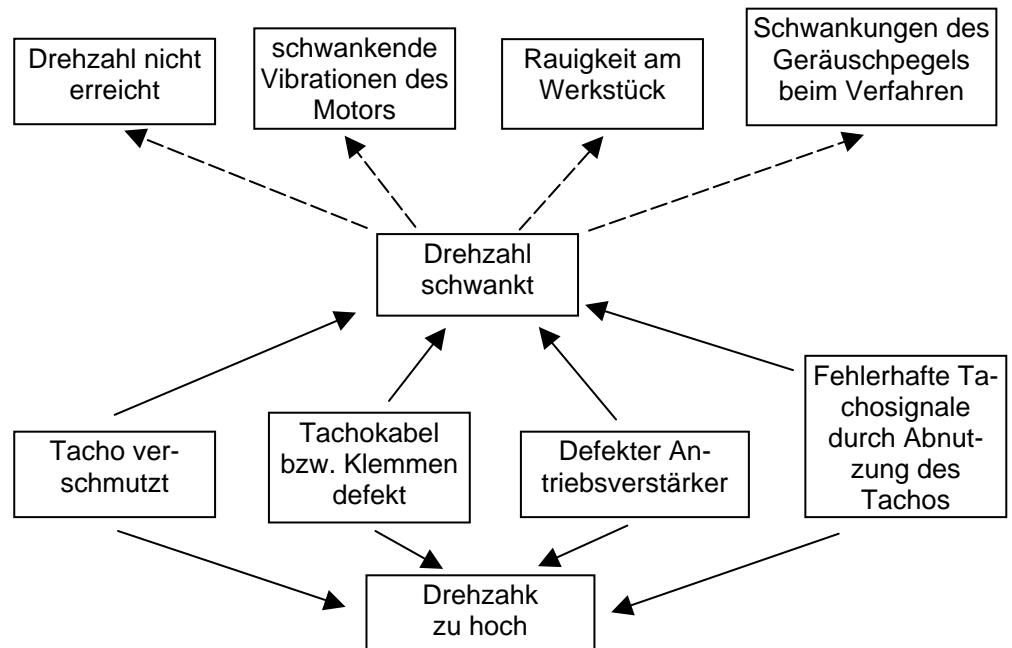 Drehzahl nicht
erreicht
schwankende
Vibrationen des
Motors
Rauigkeit am
Werkstück
Schwankungen des
Geräuschpegels
beim Verfahren
Drehzahl
schwankt
Tacho ver-
schmutzt
Tachokabel
bzw. Klemmen
defekt
Defekter An-
triebsverstärker
Fehlerhafte Ta-
chosignale
durch Abnut-
zung des
Tachos
Drehzahk
zu hoch